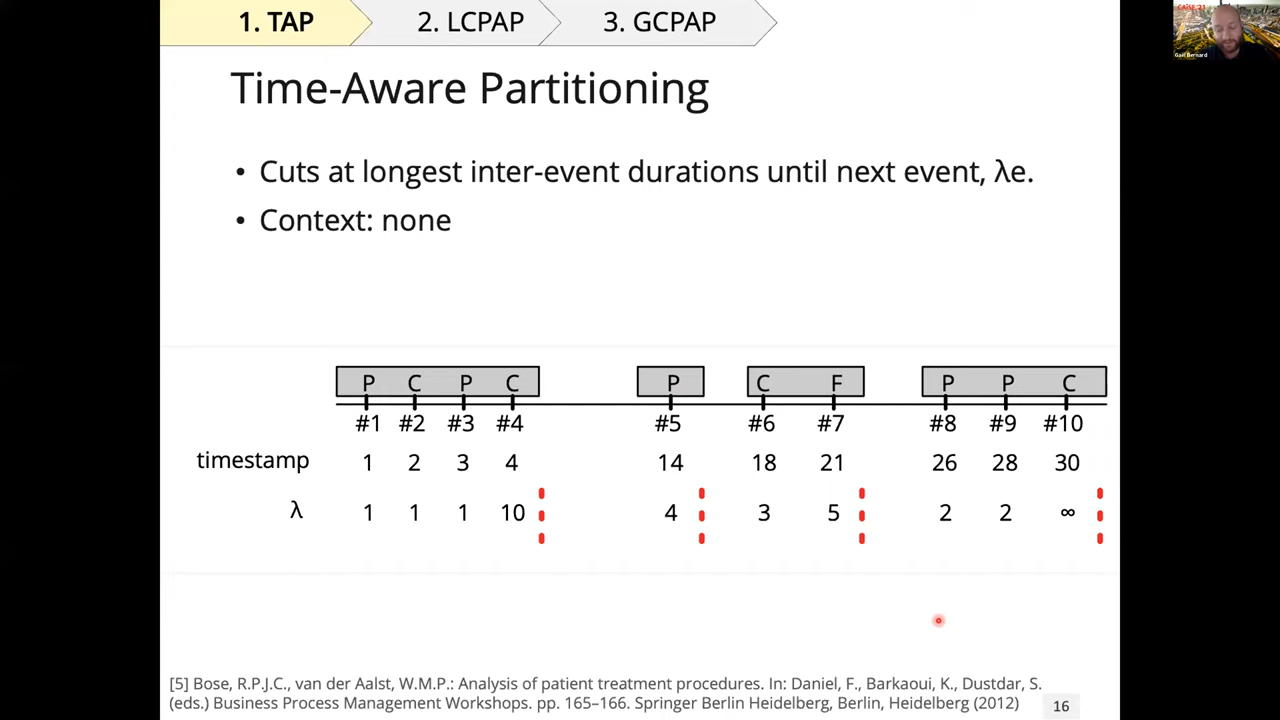 1. TAP 2. LCPAP 3. GCPAP
CAiSE'21
Gaël Bernard
Time-Aware Partitioning
• Cuts at longest inter-event durations until next event, λe.
• Context: none
P C P C P C F P P C
#1 #2 #3 #4 #5 #6 #7 #8 #9 #10
timestamp 1 2 3 4 14 18 21 26 28 30
λ 1 1 1 10 4 3 5 2 2 ∞
[5] Bose, R.P.J.C., van der Aalst, W.M.P.: Analysis of patient treatment procedures. In: Daniel, F., Barkaoui, K., Dustdar, S.
(eds.) Business Process Management Workshops. pp. 165–166. Springer Berlin Heidelberg, Berlin, Heidelberg (2012)
16